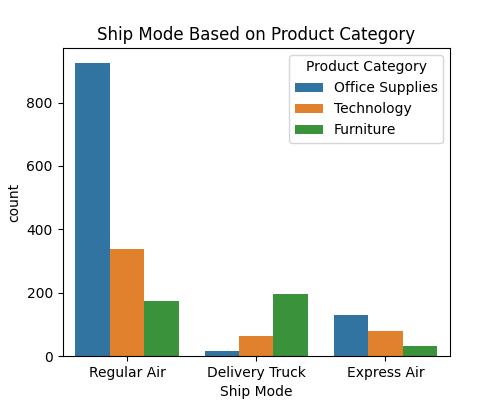 Ship Mode Based on Product Category
Product Category
Office Supplies
Technology
Furniture
count
800
600
400
200
0
Regular Air
Delivery Truck
Express Air
Ship Mode